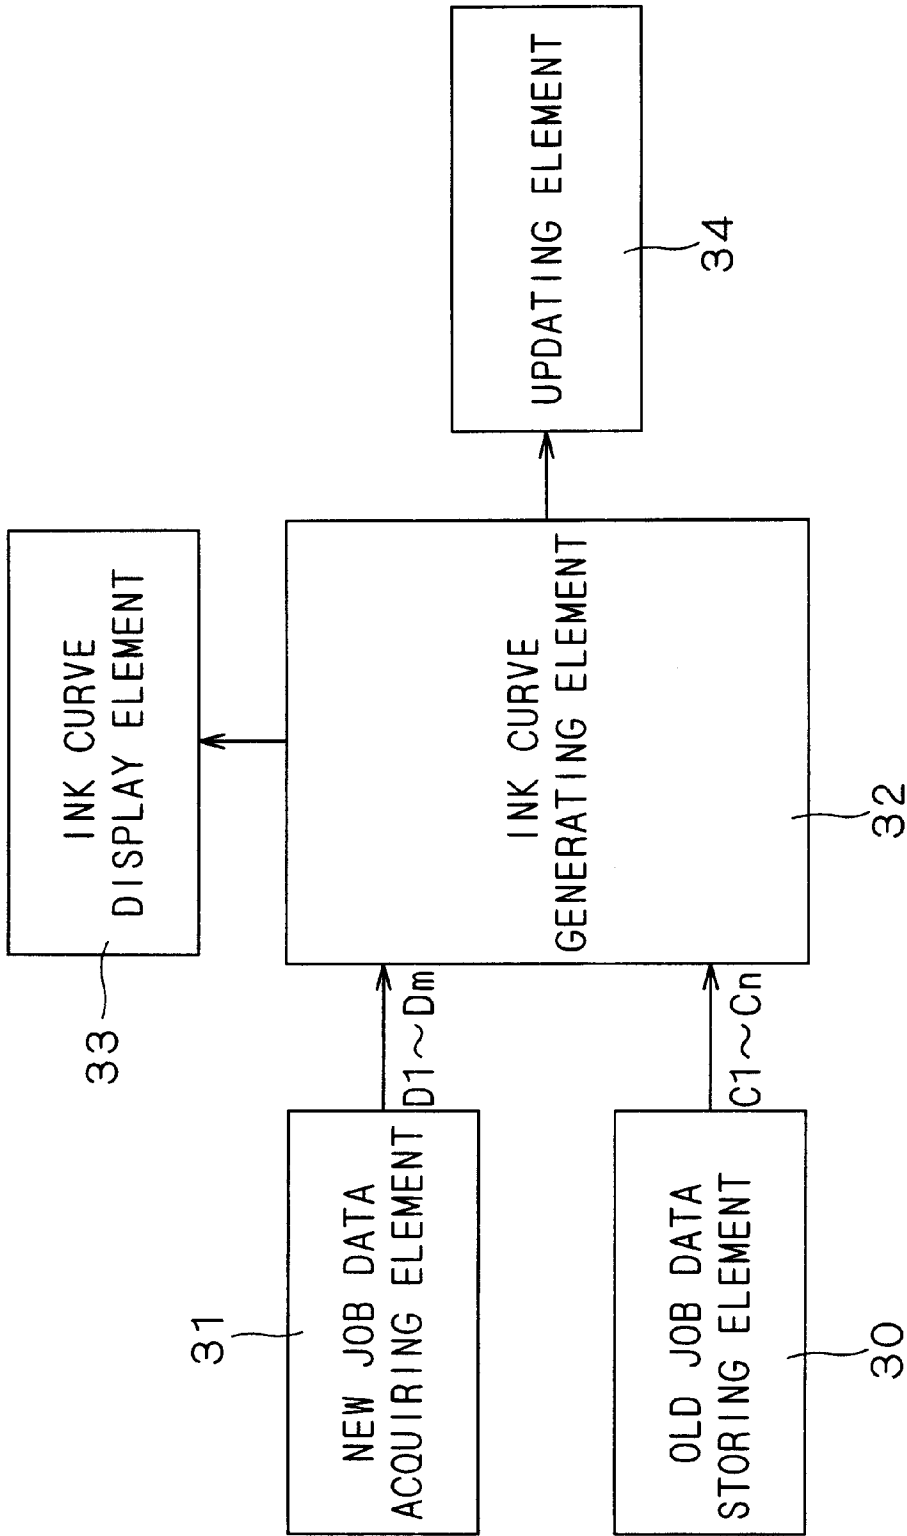 33
INK CURVE
DISPLAY ELEMENT
31
NEW JOB DATA
ACQUIRING ELEMENT
D1～Dm
INK CURVE
GENERATING ELEMENT
32
UPDATING ELEMENT
34
OLD JOB DATA
STORING ELEMENT
30
C1～Cn